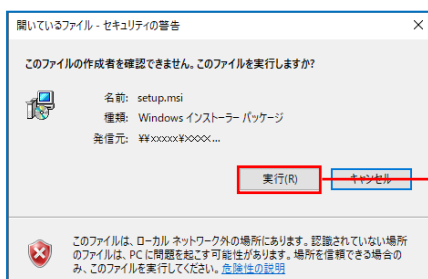 開いているファイル - セキュリティの警告
このファイルの作成者を確認できません。このファイルを実行しますか?
名前: setup.msi
種類: Windows インストーラー パッケージ
発信元: ¥¥xxxxx¥xxxx...
実行(R)
キャンセル
このファイルは、ローカル ネットワーク外の場所にあります。認識されていない場所
のファイルは、PC に問題を起こす可能性があります。場所を信頼できる場合の
み、このファイルを実行してください。危険性の説明